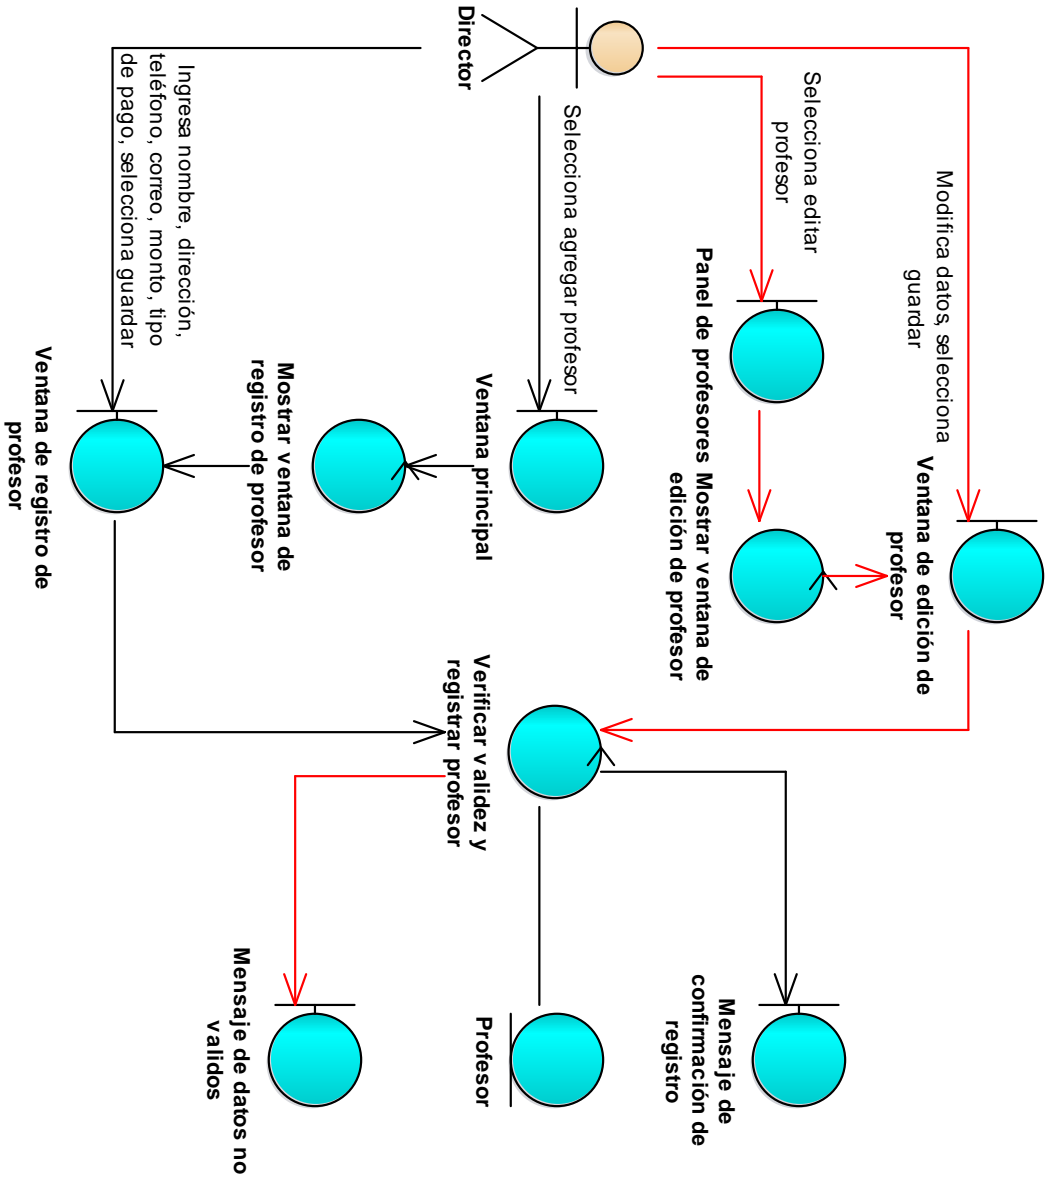 Modifica datos, selecciona
guardar
Ventana de edición de
profesor
Selecciona editar
profesor
Panel de profesores
Mostrar ventana de
edición de profesor
Mensaje de
confirmación de
registro
Selecciona agregar profesor
Director
Ventana principal
Verificar validez y
registrar profesor
Profesor
Mostrar ventana de
registro de profesor
Mensaje de datos no
validos
Ingresa nombre, dirección,
teléfono, correo, monto, tipo
de pago, selecciona guardar
Ventana de registro de
profesor